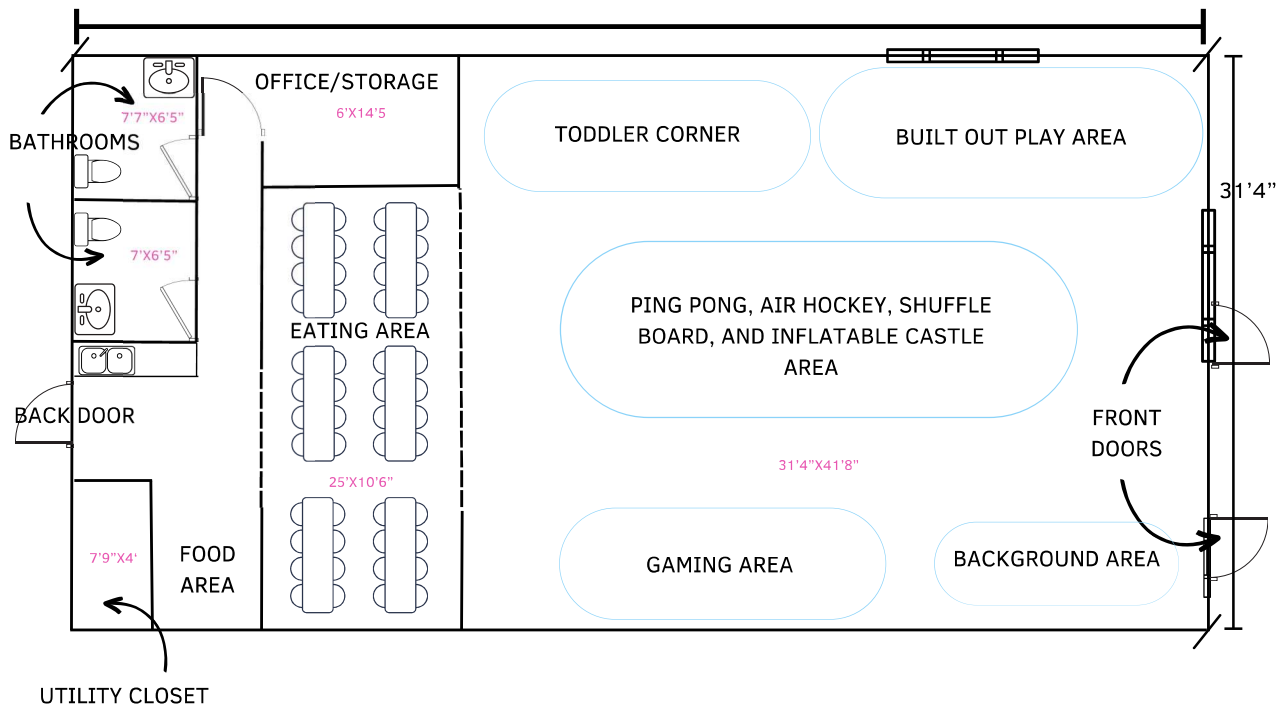 OFFICE/STORAGE
6'X14'5
7'7"X6'5"
BATHROOMS
TODDLER CORNER
BUILT OUT PLAY AREA
31'4"
7'X6'5"
PING PONG, AIR HOCKEY, SHUFFLE
BOARD, AND INFLATABLE CASTLE
AREA
EATING AREA
BACK DOOR
FRONT
DOORS
31'4"X41'8"
25'X10'6"
7'9"X4'
FOOD
AREA
GAMING AREA
BACKGROUND AREA
UTILITY CLOSET